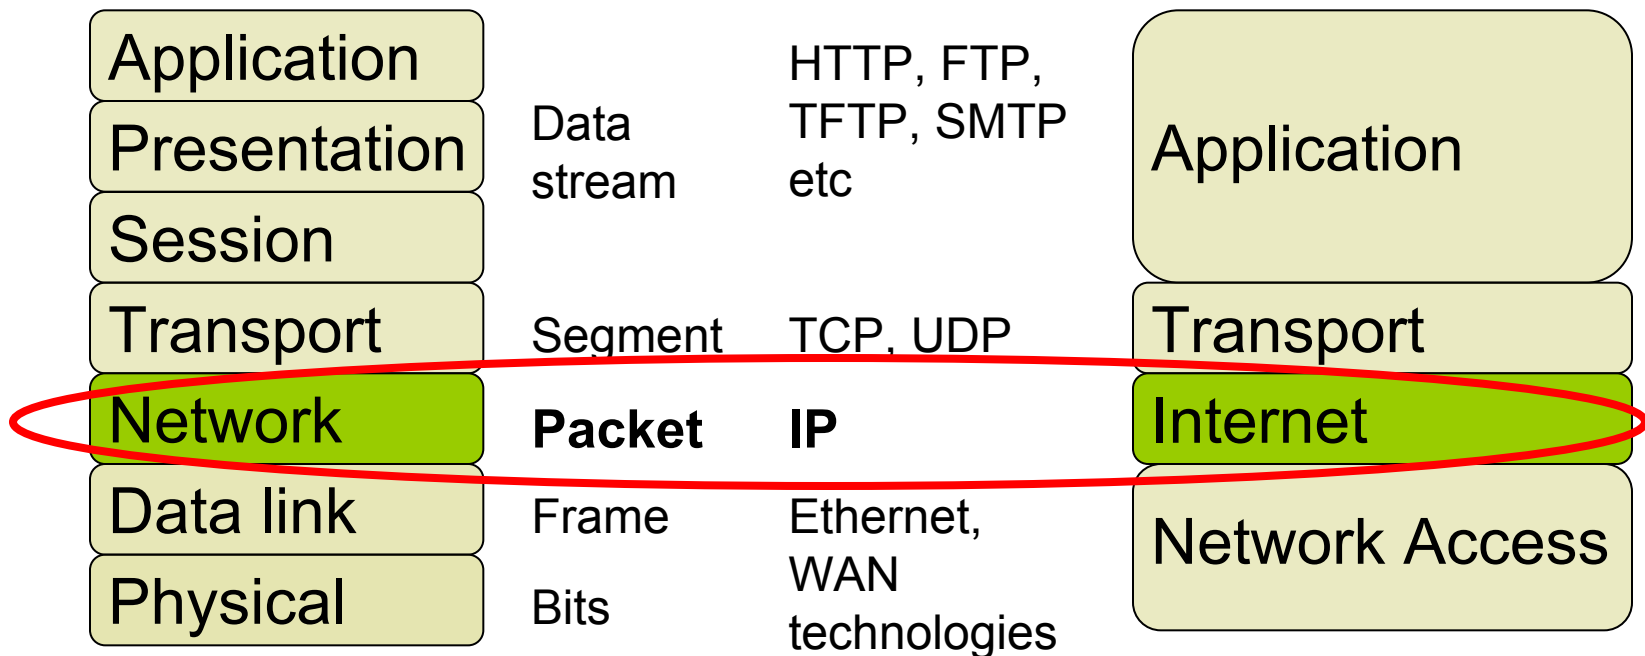 Application
Presentation
Session
Transport
Network
Data link
Physical
Data
stream
Segment
Packet
Frame
Bits
HTTP, FTP,
TFTP, SMTP
etc
TCP, UDP
IP
Ethernet,
WAN
technologies
Application
Transport
Internet
Network Access